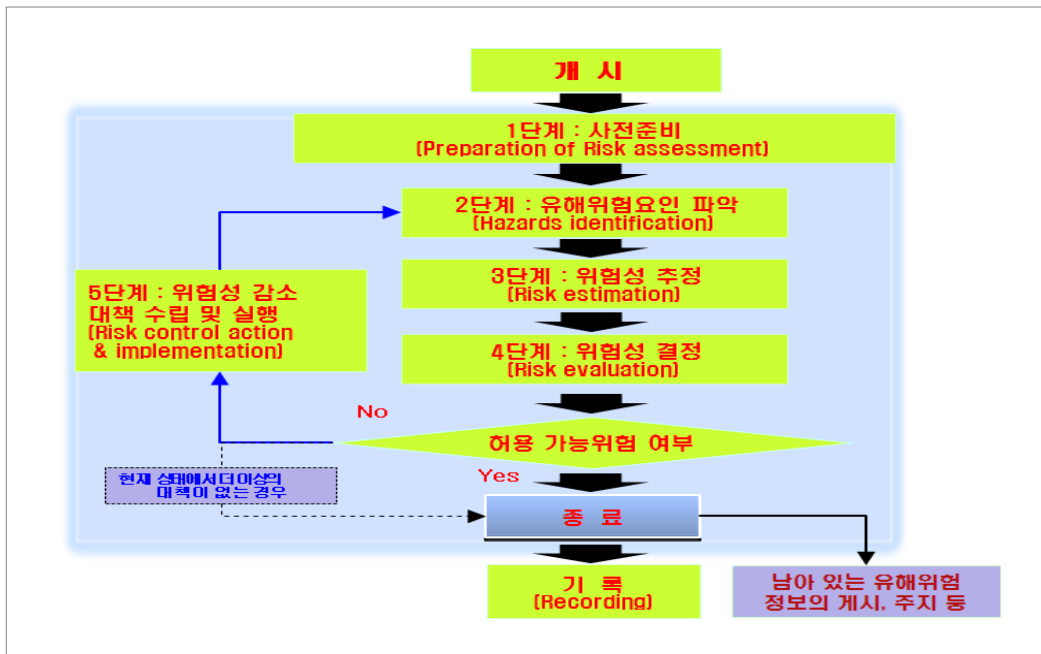 개 시
1단계 : 사전준비
(Preparation of Risk assessment)
2단계 : 유해위험요인 파악
(Hazards identification)
3단계 : 위험성 추정
(Risk estimation)
5단계 : 위험성 감소
대책 수립 및 실행
(Risk control action
& implementation)
4단계 : 위험성 결정
(Risk evaluation)
No
허용 가능위험 여부
Yes
현재 상태에서 더 이상의
대책이 없는 경우
종 료
기 록
(Recording)
남아 있는 유해위험
정보의 게시, 주지 등